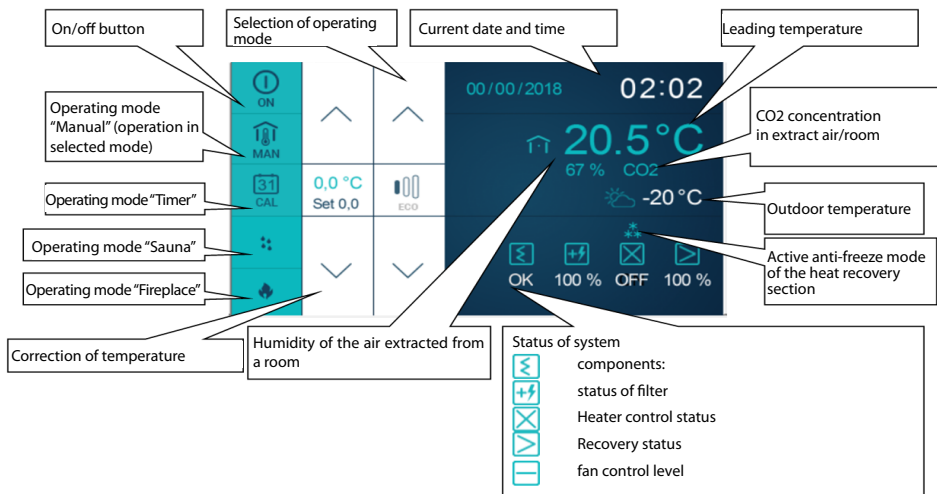 On/off button
Selection of operating
mode
Current date and time
Leading temperature
ON
00/00/2018
02:02
Operating mode
“Manual” (operation in
selected mode)
MAN
20.5°C
67 % CO2
CO2 concentration
in extract air/room
Operating mode “Timer”
31
CAL
0,0 °C
Set 0,0
ECO
-20°C
Outdoor temperature
Operating mode “Sauna”
Operating mode “Fireplace”
OK 100 % OFF 100 %
Active anti-freeze mode
of the heat recovery
section
Correction of temperature
Humidity of the air extracted from
a room
Status of system
components:
status of filter
Heater control status
Recovery status
fan control level